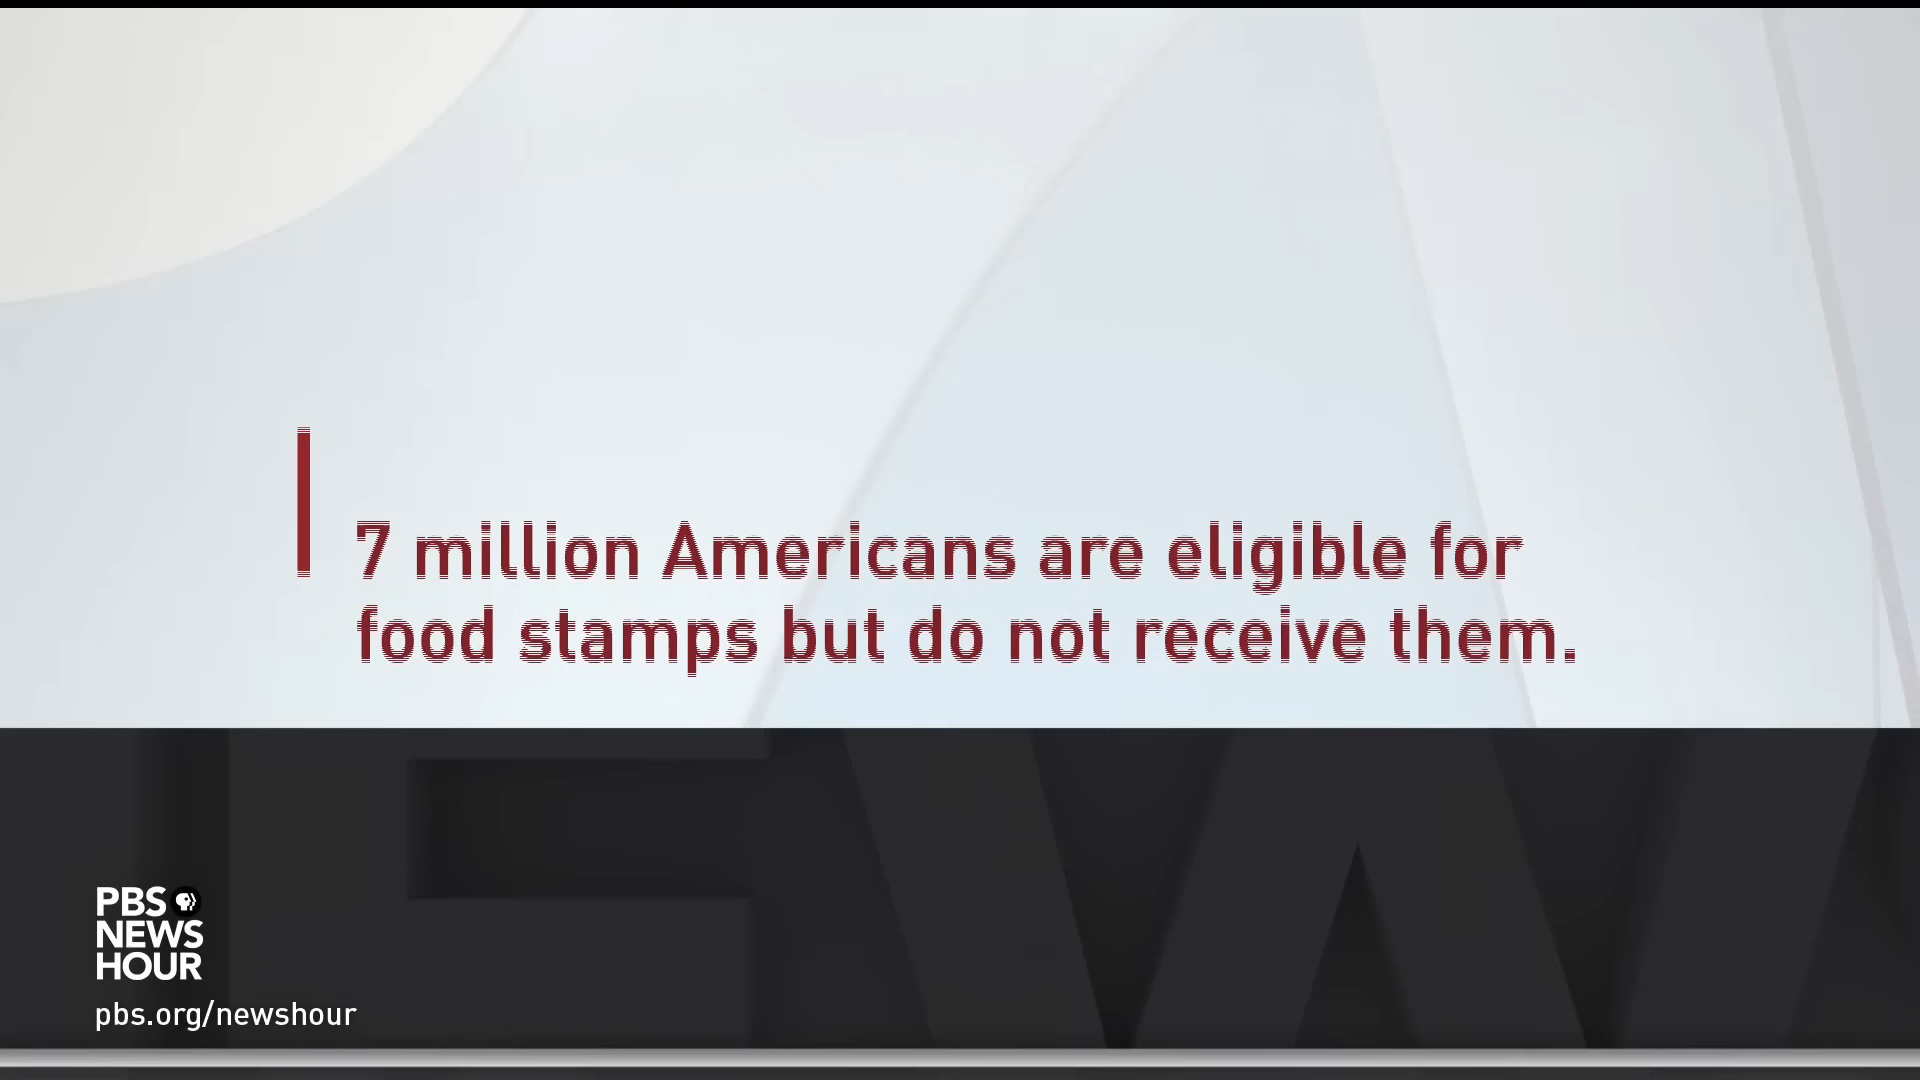 7 million Americans are eligible for
food stamps but do not receive them.
PBS
NEWS
HOUR
pbs.org/newshour